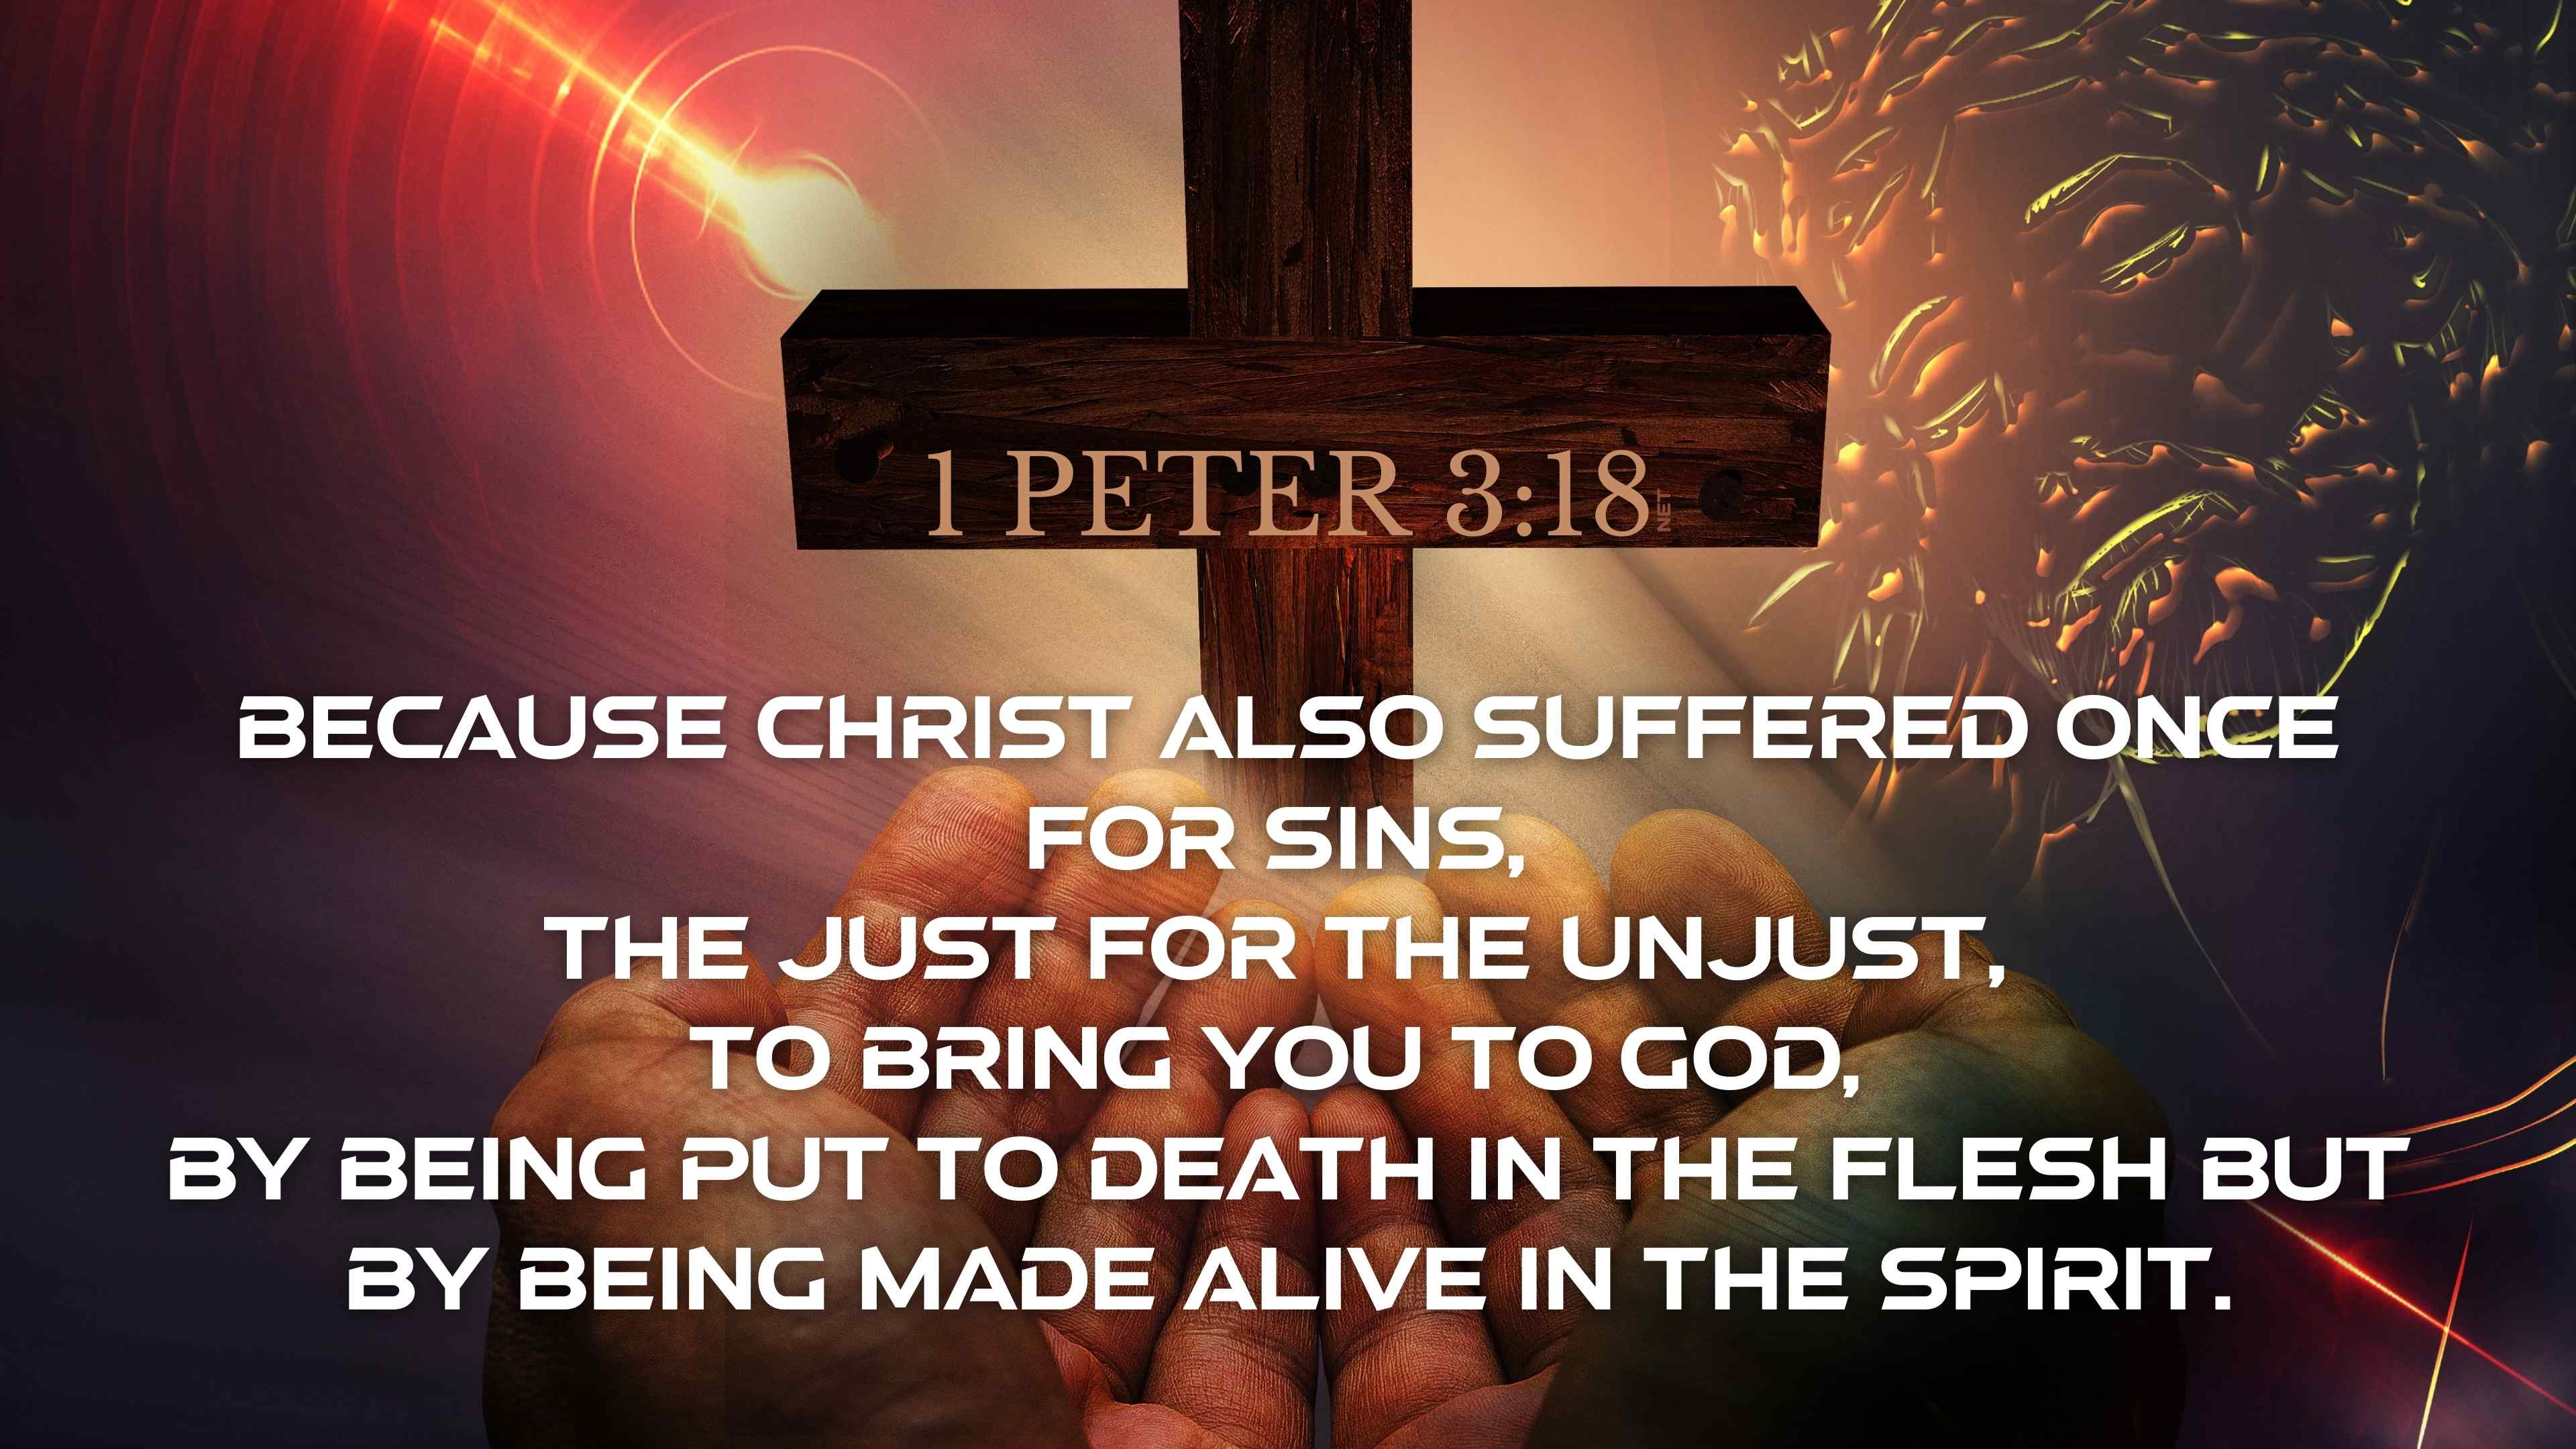 1 PETER 3:18 NET
BECAUSE CHRIST ALSO SUFFERED ONCE
FOR SINS,
THE JUST FOR THE UNJUST,
TO BRING YOU TO GOD,
BY BEING PUT TO DEATH IN THE FLESH BUT
BY BEING MADE ALIVE IN THE SPIRIT.